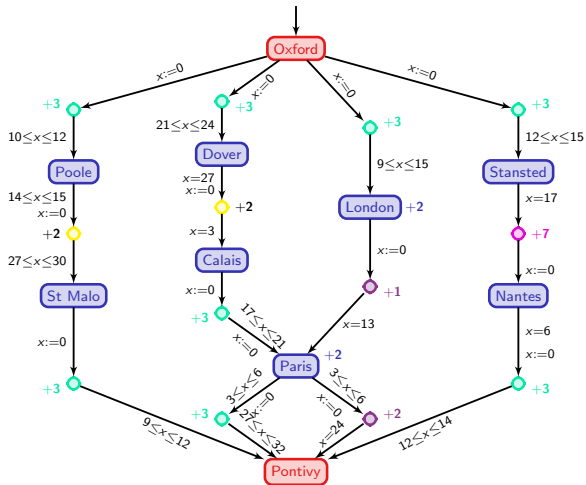 Oxford
x:=0
x:=0
x:=0
x:=0
+3
+3
+3
+3
10≤x≤12
21≤x≤24
9≤x≤15
12≤x≤15
Poole
Dover
Stansted
14≤x≤15
x:=0
x=27
x:=0
London
+2
x=17
+2
+2
+7
27≤x≤30
x=3
x:=0
x:=0
St Malo
Calais
Nantes
x:=0
+1
x:=0
+3
17≤x≤21
x:=0
x=13
x=6
x:=0
Paris
+2
+3
3≤x≤6
x:=0
3≤x≤6
x:=0
+3
+3
+2
9≤x≤12
27≤x≤32
x=24
12≤x≤14
Pontivy